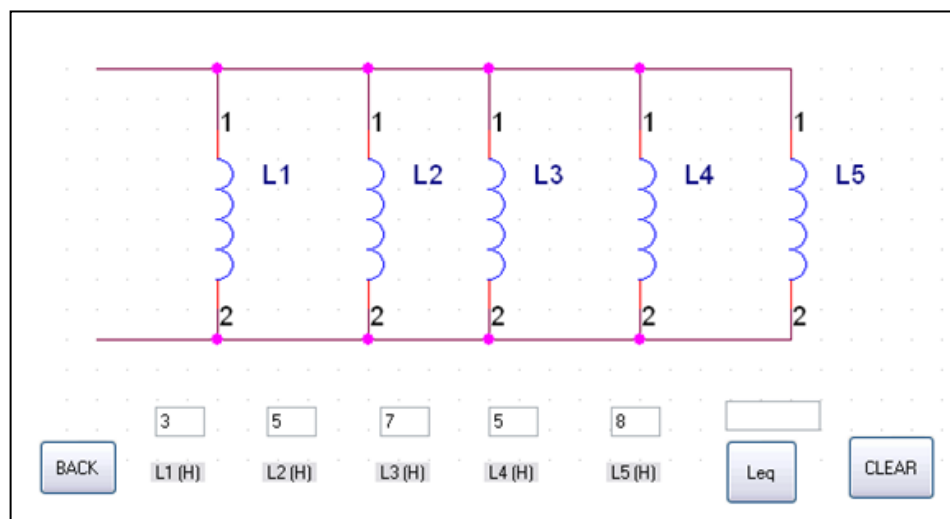 1 1 1 1 1
L1 L2 L3 L4 L5
2 2 2 2 2
3 5 7 5 8
BACK L1 (H) L2 (H) L3 (H) L4 (H) L5 (H) Leq CLEAR